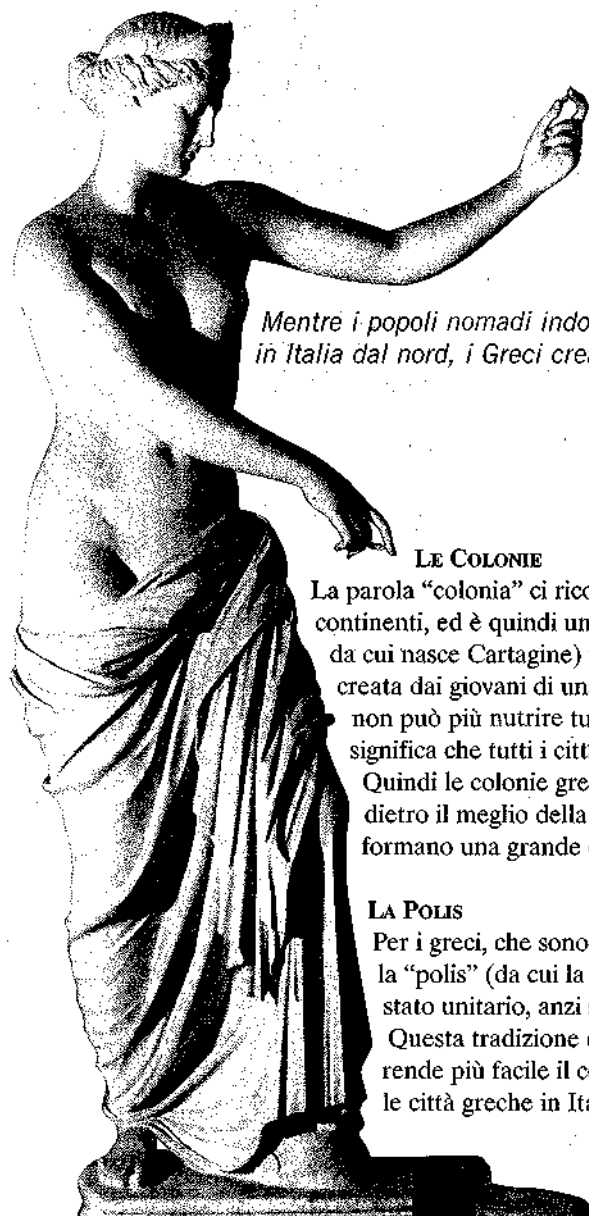 Mentre i popoli nomadi indo
in Italia dal nord, i Greci crea
LE COLONIE
La parola “colonia” ci rico
continenti, ed è quindi un
da cui nasce Cartagine)
creata dai giovani di un
non può più nutrire tu
significa che tutti i citt
Quindi le colonie gre
dietro il meglio della
formano una grande
LA POLIS
Per i greci, che sono
la “polis” (da cui la
stato unitario, anzi
Questa tradizione
rende più facile il c
le città greche in Ita